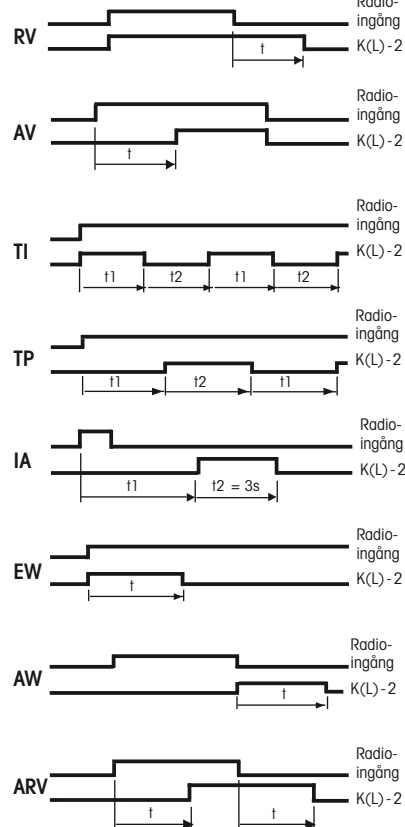 Radio-
ingång
RV
t
K(L)-2
Radio-
ingång
AV
K(L)-2
t
Radio-
ingång
TI
K(L)-2
t1 t2 t1 t2
Radio-
ingång
TP
K(L)-2
t1 t2 t1
Radio-
ingång
IA
K(L)-2
t1 t2 = 3s
Radio-
ingång
EW
t
K(L)-2
Radio-
ingång
AW
t
K(L)-2
Radio-
ingång
ARV
K(L)-2
t t